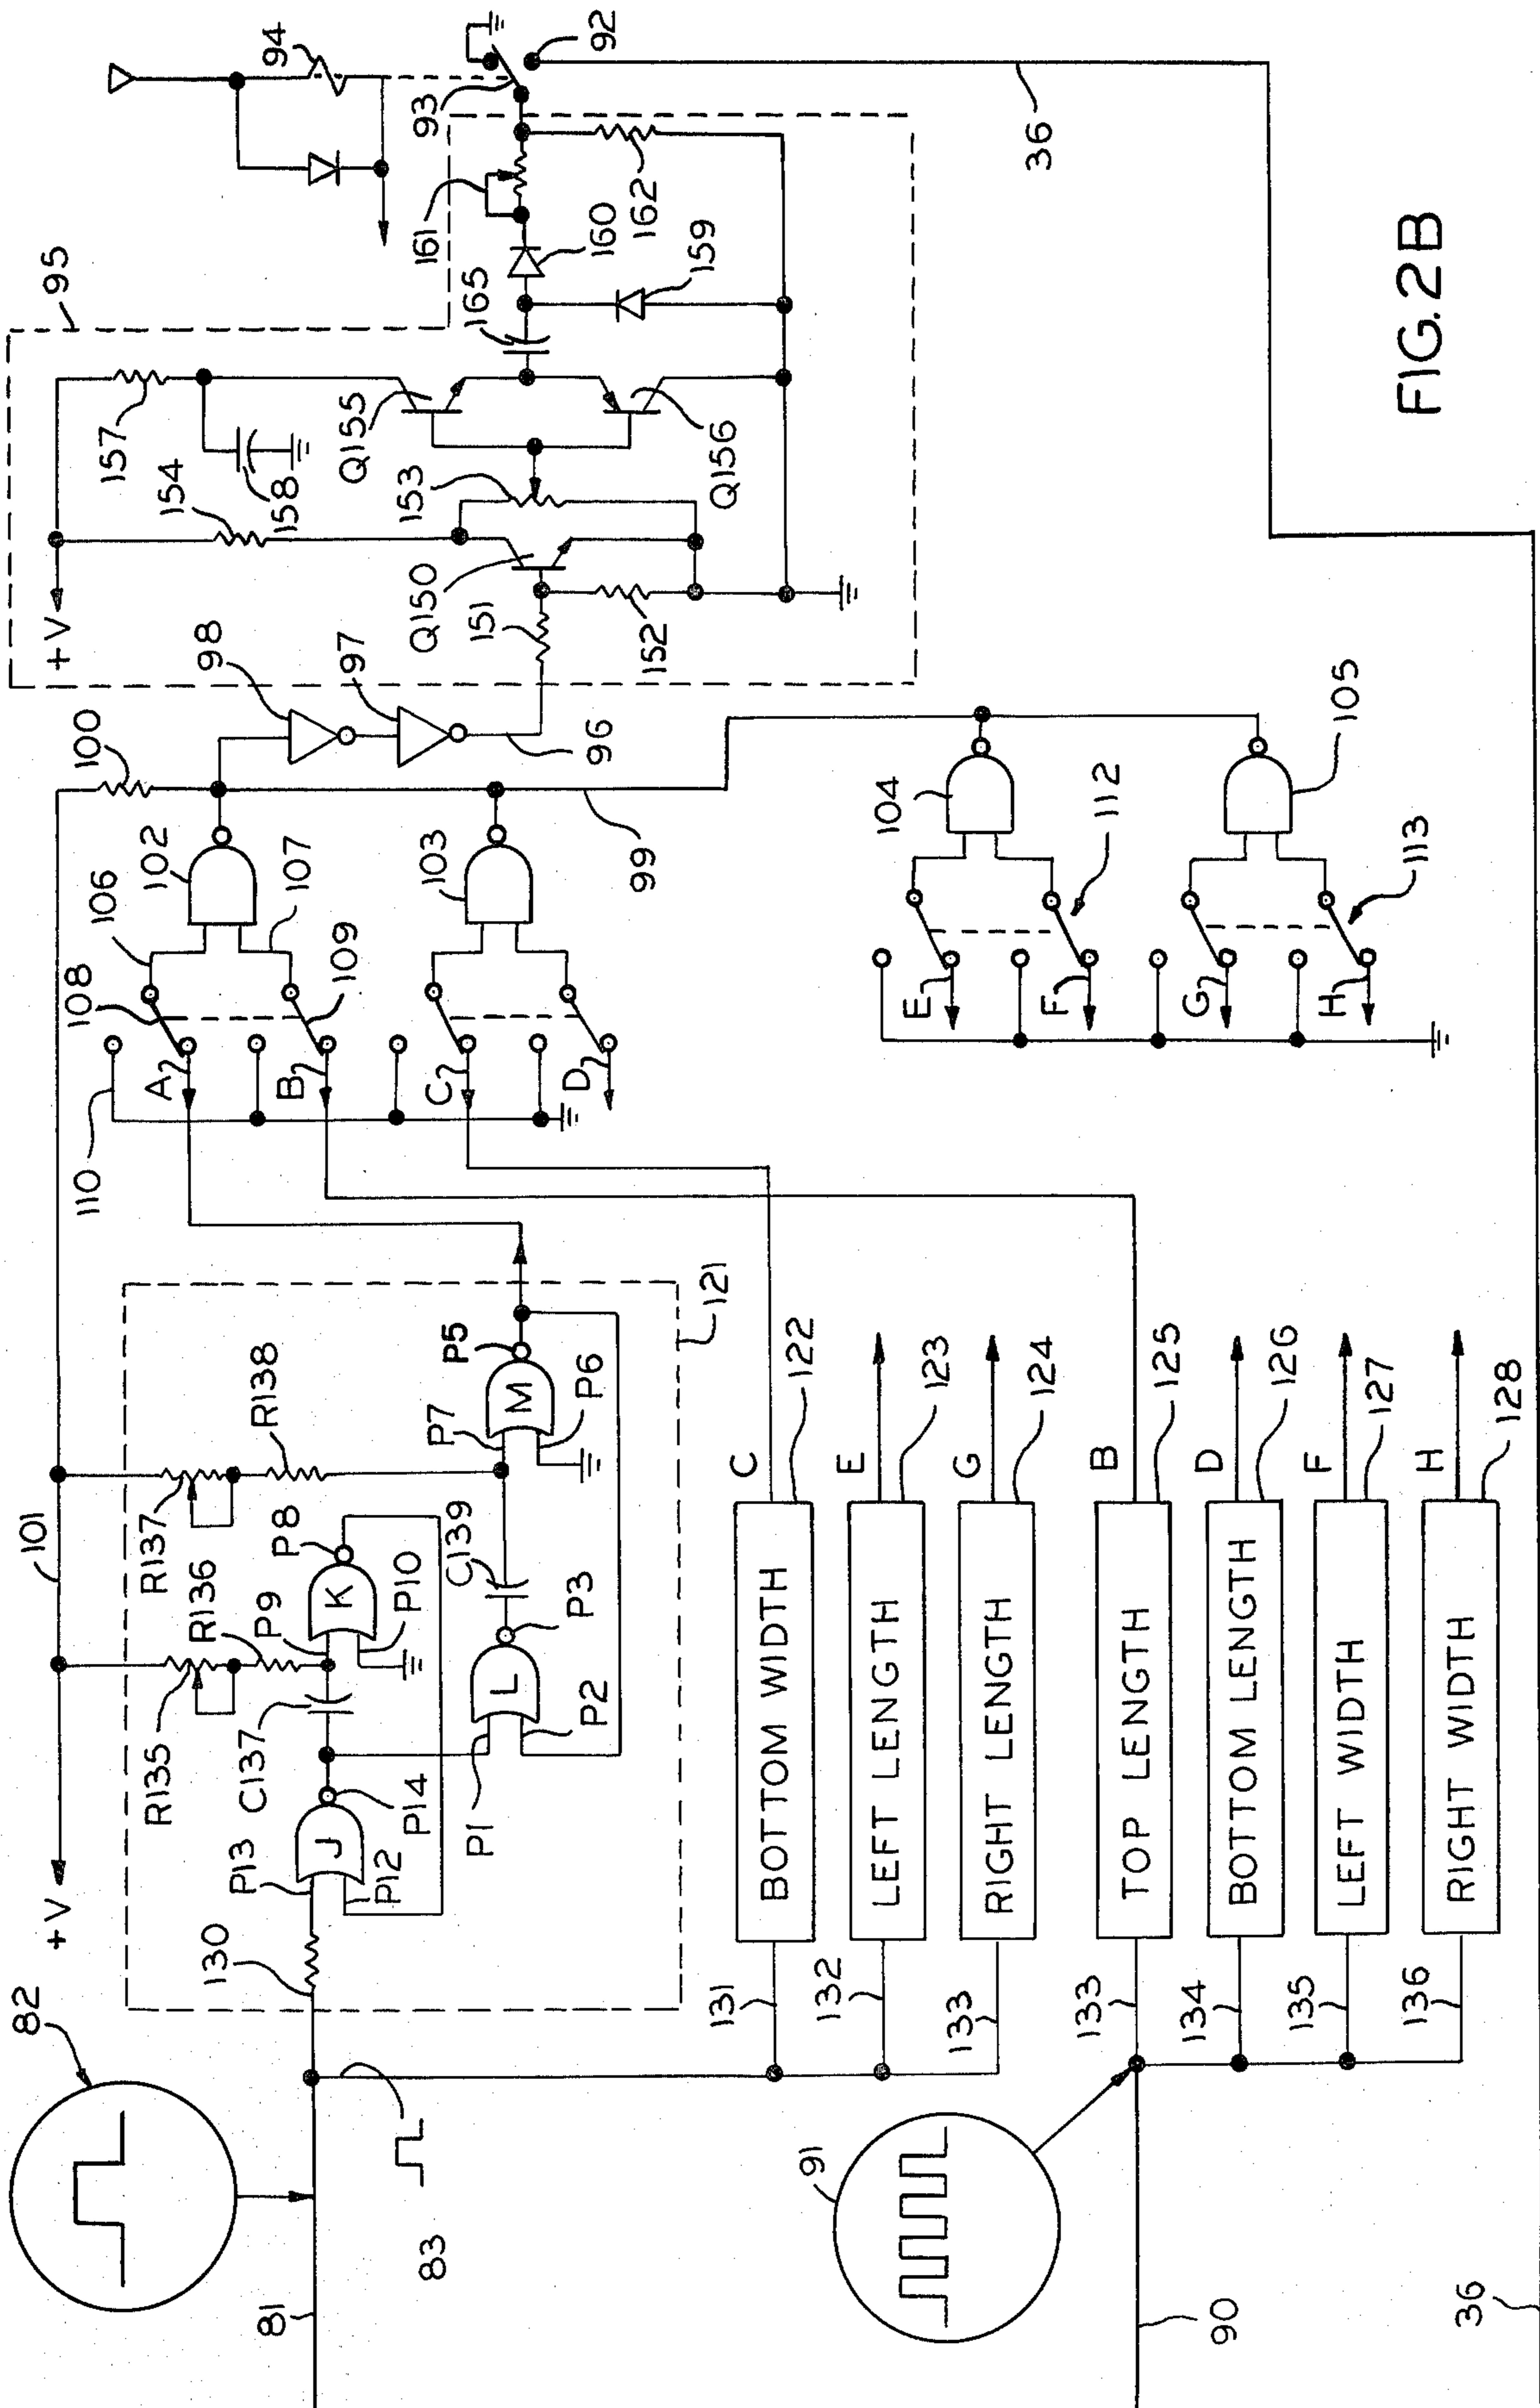 82
81
83
+V
101
130
P13
P12
J
P14
R135
C137
R136
P9
P8
K
P10
R137
R138
P1
P2
L
P3
C139
P7
M
P5
P6
121
110
108
106
A
B
C
D
102
107
109
103
99
100
98
97
96
95
+V
154
157
158
Q150
151
152
153
Q155
Q156
165
159
160
161
162
93
94
92
36
104
112
E
F
G
H
105
113
91
90
36
131
132
133
BOTTOM WIDTH
LEFT LENGTH
RIGHT LENGTH
C
E
G
122
123
124
133
134
135
136
TOP LENGTH
BOTTOM LENGTH
LEFT WIDTH
RIGHT WIDTH
B
D
F
H
125
126
127
128
FIG. 2B